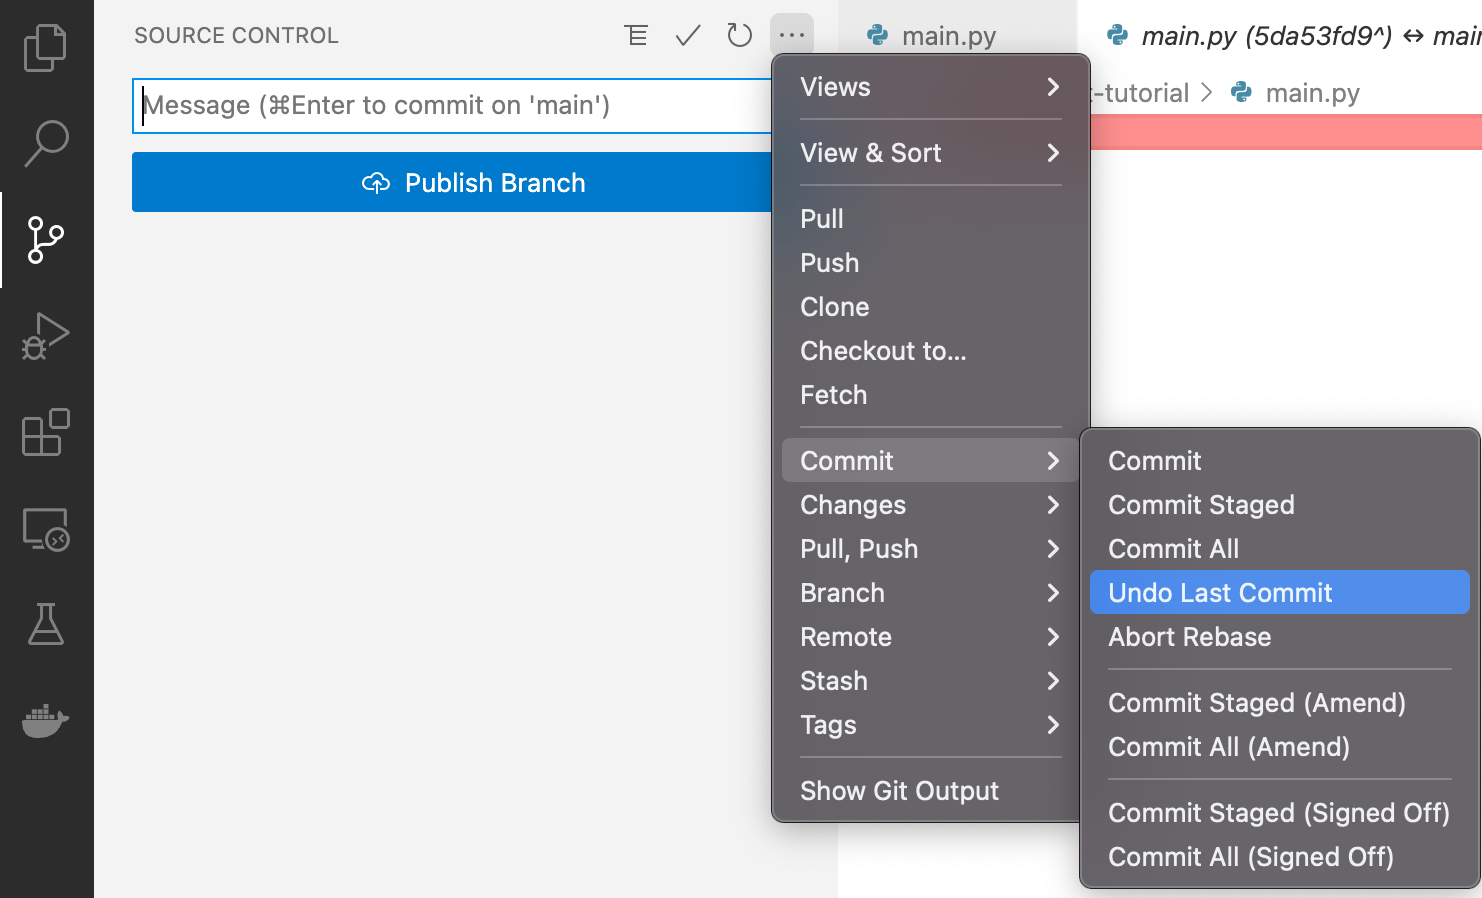 SOURCE CONTROL
Message (⌘Enter to commit on 'main')
Publish Branch
main.py
main.py (5da53fd9^) ↔ main
-tutorial > main.py
Views
View & Sort
Pull
Push
Clone
Checkout to...
Fetch
Commit
Changes
Pull, Push
Branch
Remote
Stash
Tags
Show Git Output
Commit
Commit Staged
Commit All
Undo Last Commit
Abort Rebase
Commit Staged (Amend)
Commit All (Amend)
Commit Staged (Signed Off)
Commit All (Signed Off)